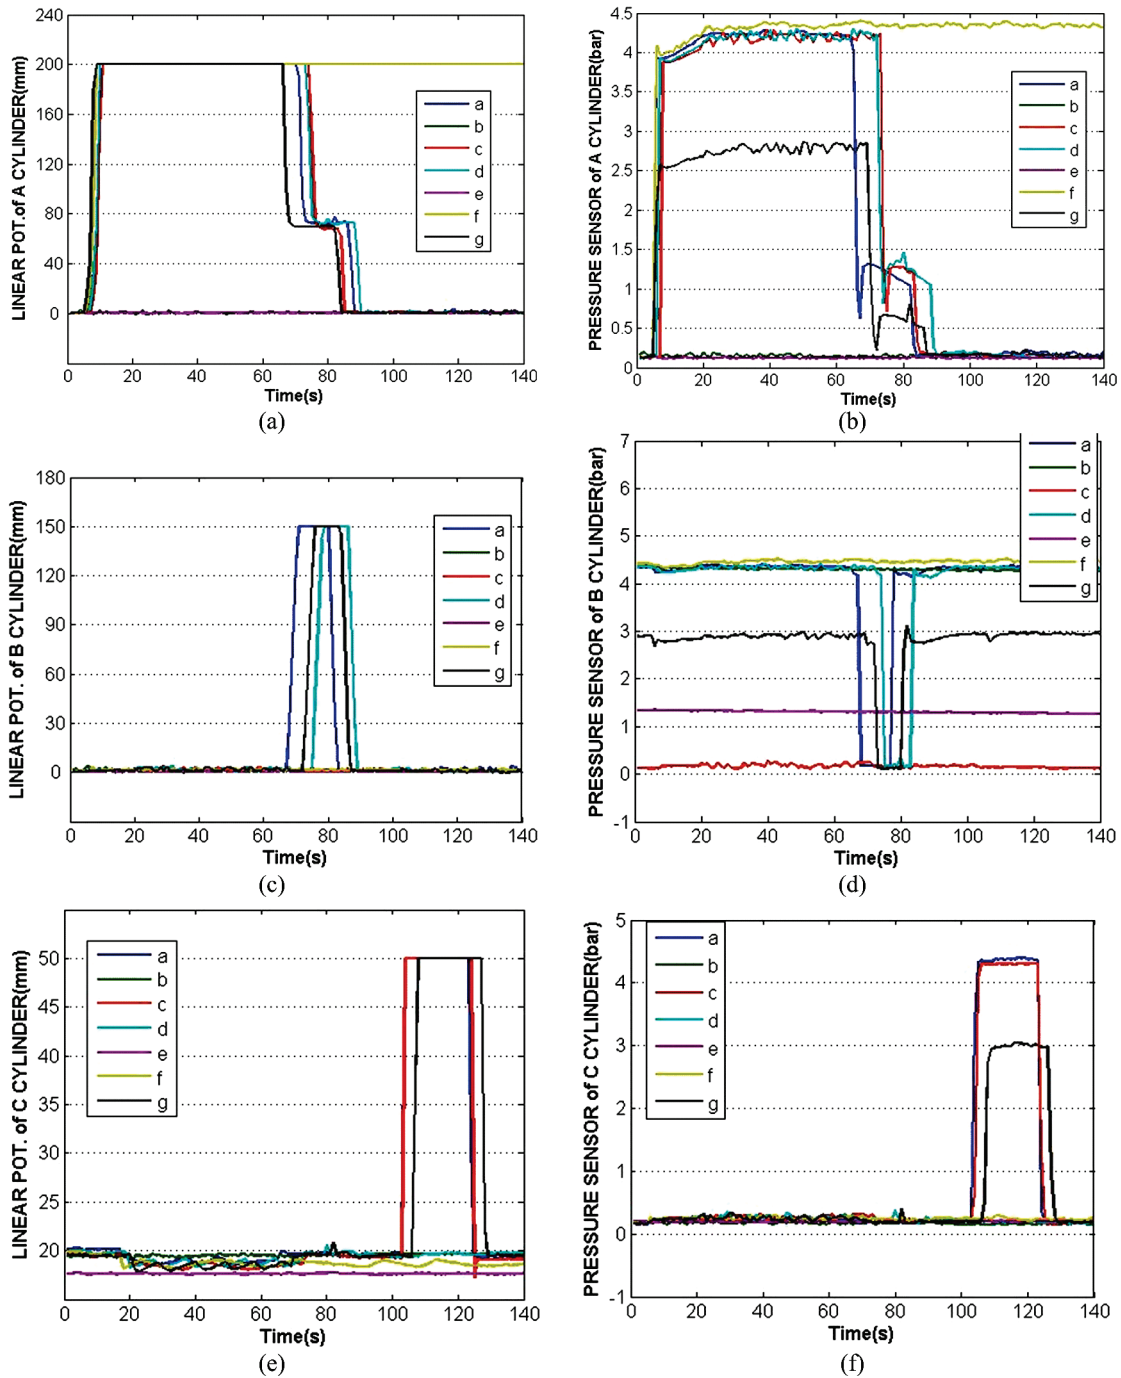 LINEAR POT.of A CYLINDER(mm)
240
200
160
120
80
40
0
0 20 40 60 80 100 120 140
Time(s)
a
b
c
d
e
f
g
(a)
PRESSURE SENSOR of A CYLINDER(bar)
4.5
4
3.5
3
2.5
2
1.5
1
0.5
0
0 20 40 60 80 100 120 140
Time(s)
a
b
c
d
e
f
g
(b)
LINEAR POT. of B CYLINDER(mm)
180
150
120
90
60
30
0
0 20 40 60 80 100 120 140
Time(s)
a
b
c
d
e
f
g
(c)
PRESSURE SENSOR of B CYLINDER(bar)
7
6
5
4
3
2
1
0
-1
0 20 40 60 80 100 120 140
Time(s)
a
b
c
d
e
f
g
(d)
LINEAR POT. of C CYLINDER(mm)
50
45
40
35
30
25
20
0 20 40 60 80 100 120 140
Time(s)
a
b
c
d
e
f
g
(e)
PRESSURE SENSOR of C CYLINDER(bar)
5
4
3
2
1
0
-1
0 20 40 60 80 100 120 140
Time(s)
a
b
c
d
e
f
g
(f)